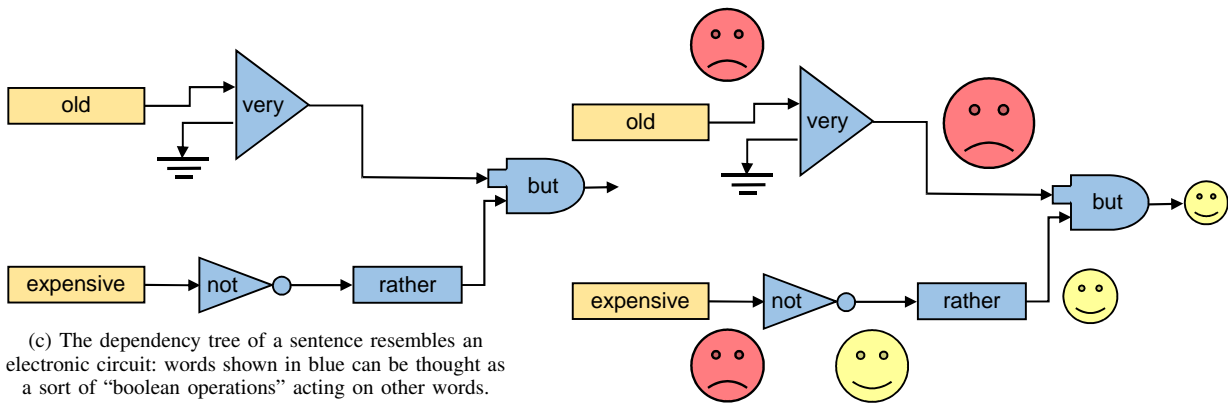 old
very
but
expensive
not
rather
(c) The dependency tree of a sentence resembles an
electronic circuit: words shown in blue can be thought as
a sort of “boolean operations” acting on other words.
old
very
but
expensive
not
rather